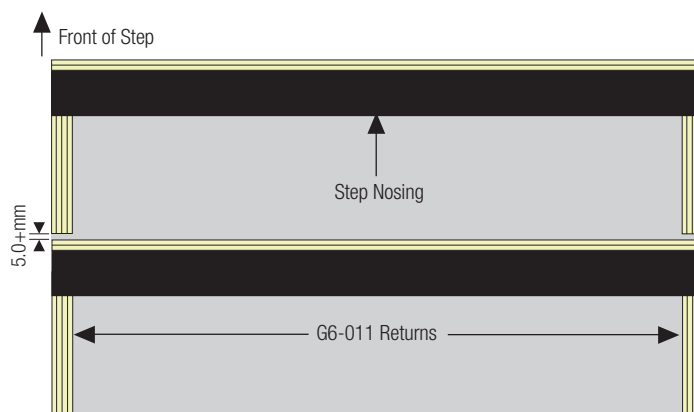 Front of Step
Step Nosing
5.0+mm
G6-011 Returns